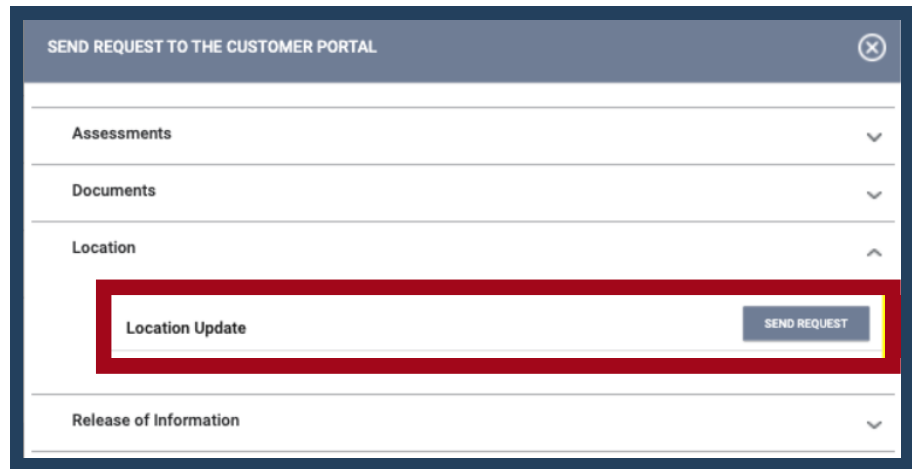 SEND REQUEST TO THE CUSTOMER PORTAL
Assessments
Documents
Location
Location Update SEND REQUEST
Release of Information